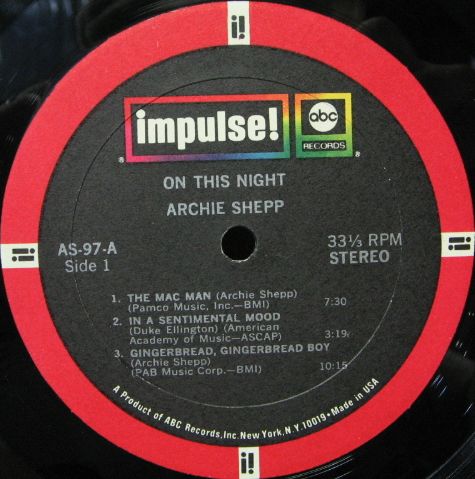 i!
impulse!
abc
RECORDS
®
®
ON THIS NIGHT
ARCHIE SHEPP
AS-97-A
Side 1
33⅓ RPM
STEREO
i!
i!
1. THE MAC MAN (Archie Shepp)
(Pamco Music, Inc.—BMI) 7:30
2. IN A SENTIMENTAL MOOD
(Duke Ellington) (American
Academy of Music—ASCAP) 3:19
3. GINGERBREAD, GINGERBREAD BOY
(Archie Shepp)
(PAB Music Corp.—BMI) 10:15
A Product of ABC Records, Inc. New York, N.Y. 10019 • Made in USA
i!